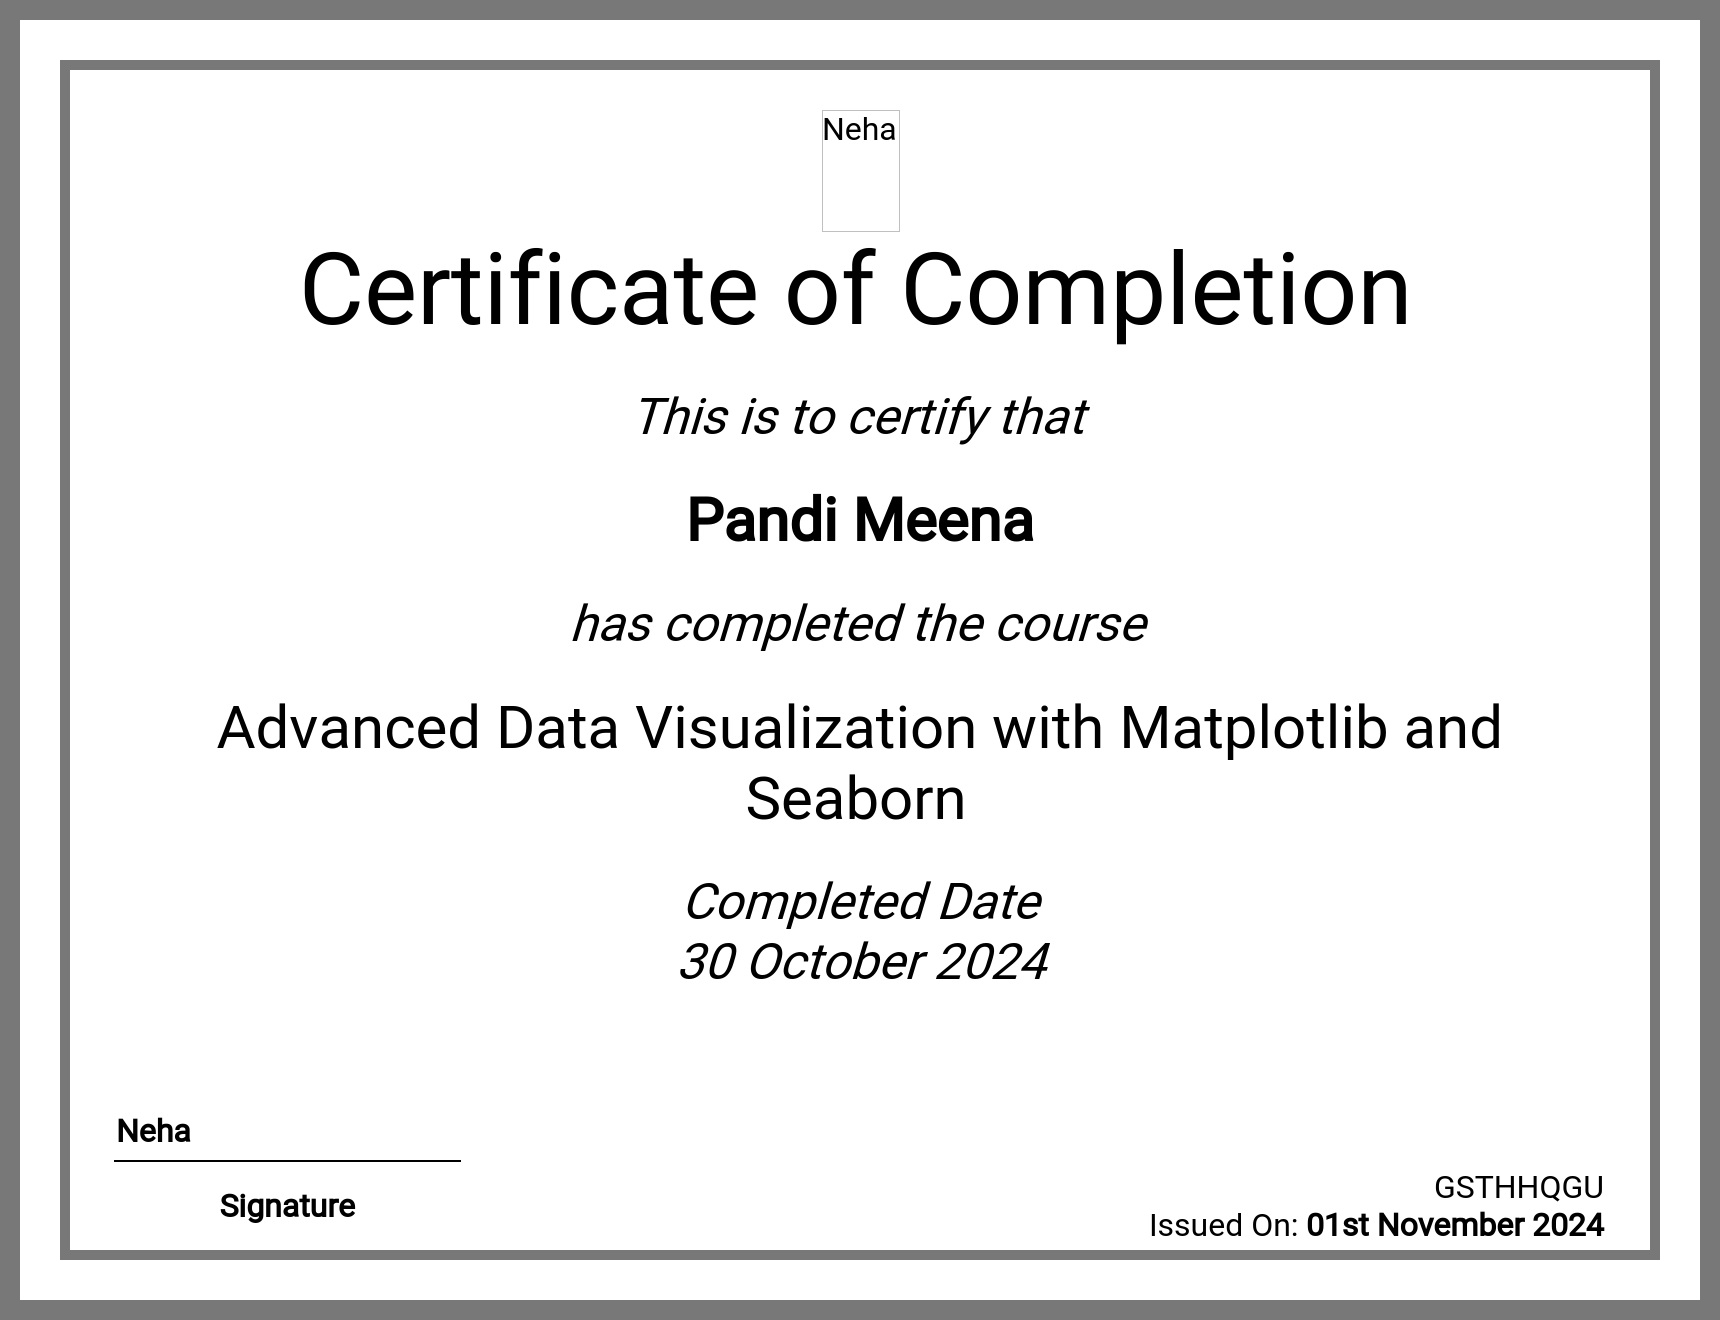 Neha
Certificate of Completion
This is to certify that
Pandi Meena
has completed the course
Advanced Data Visualization with Matplotlib and
Seaborn
Completed Date
30 October 2024
Neha
Signature
GSTHHQGU
Issued On: 01st November 2024